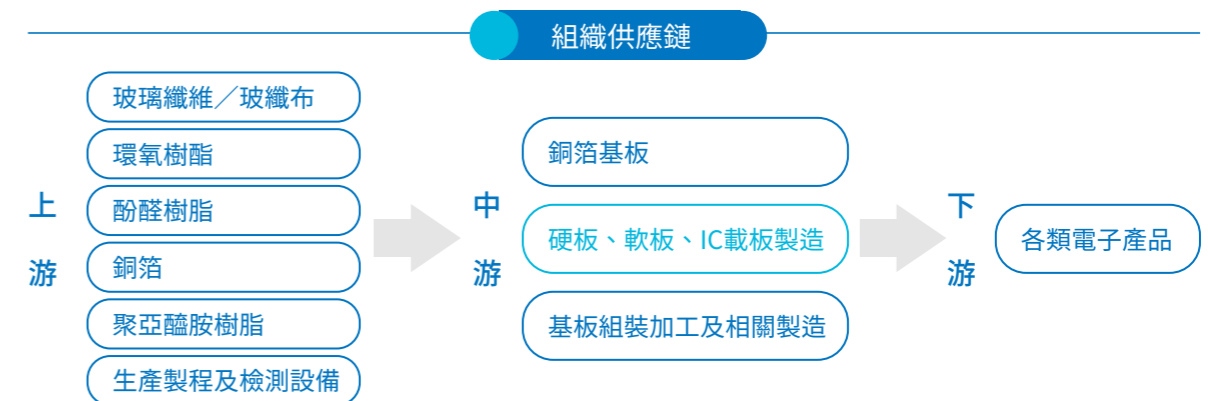 組織供應鏈
上游
玻璃纖維／玻纖布
環氧樹酯
酚醛樹脂
銅箔
聚亞醯胺樹脂
生產製程及檢測設備
中游
銅箔基板
硬板、軟板、IC載板製造
基板組裝加工及相關製造
下游
各類電子產品